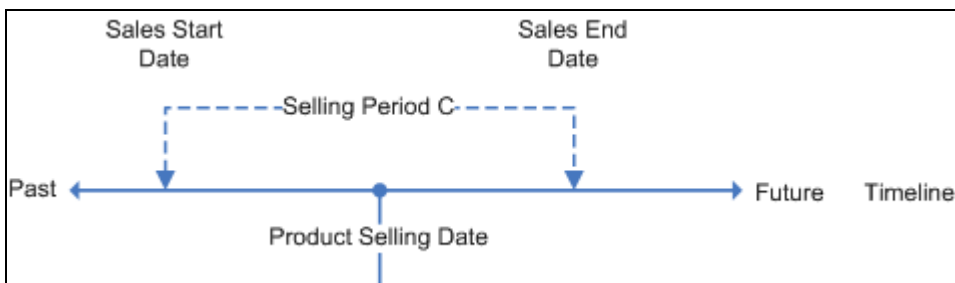 Sales Start
Date
Sales End
Date
Selling Period C
Past
Future
Timeline
Product Selling Date